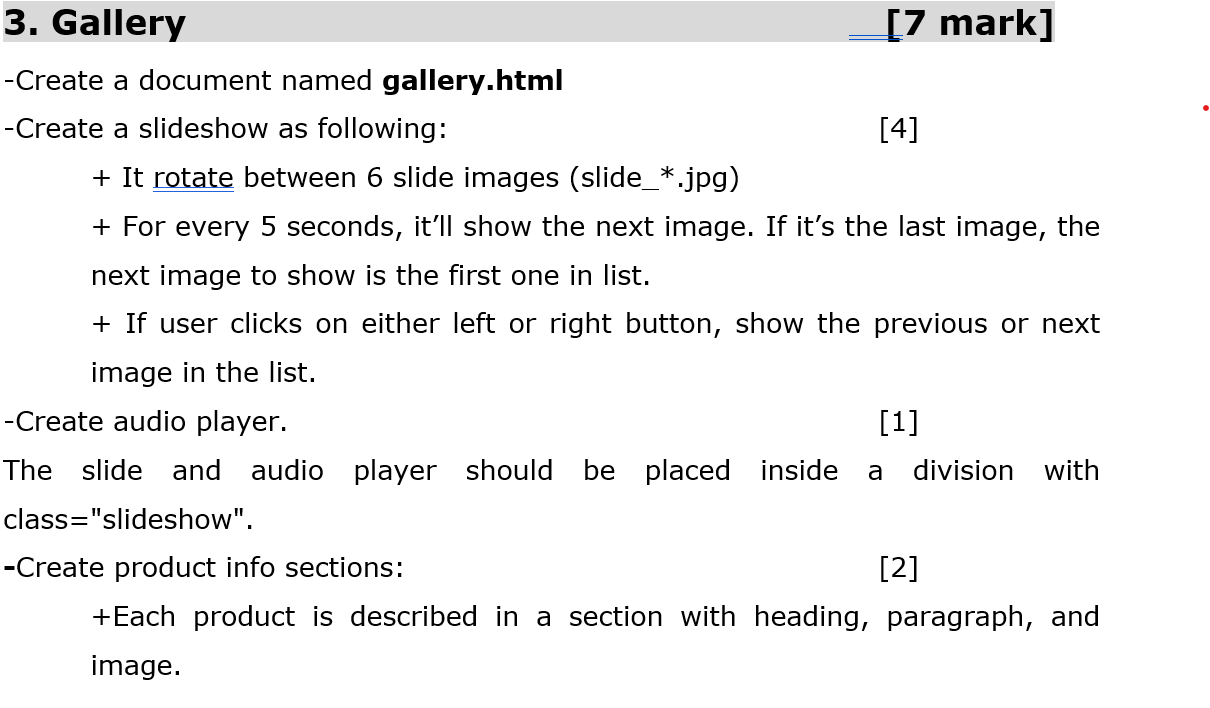 3. Gallery [7 mark]
-Create a document named gallery.html
-Create a slideshow as following: [4]
+ It rotate between 6 slide images (slide_*.jpg)
+ For every 5 seconds, it’ll show the next image. If it’s the last image, the
next image to show is the first one in list.
+ If user clicks on either left or right button, show the previous or next
image in the list.
-Create audio player. [1]
The slide and audio player should be placed inside a division with
class="slideshow".
-Create product info sections: [2]
+Each product is described in a section with heading, paragraph, and
image.